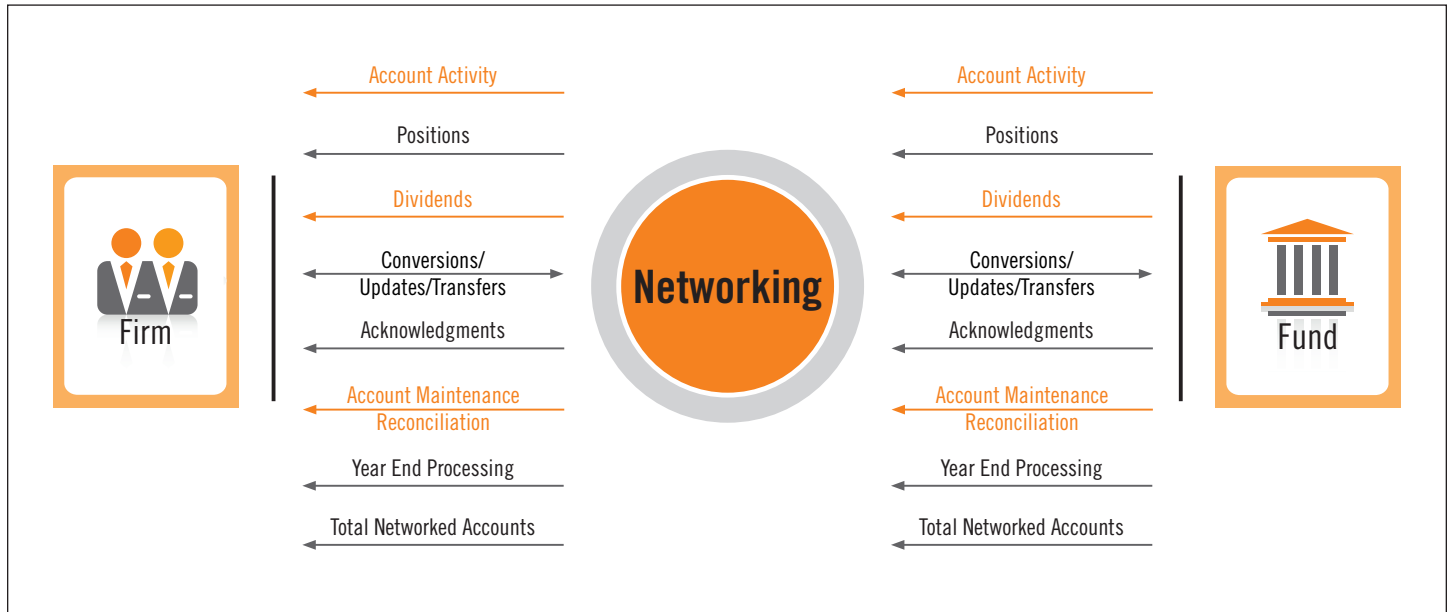 Account Activity
Positions
Dividends
Conversions/
Updates/Transfers
Acknowledgments
Account Maintenance
Reconciliation
Year End Processing
Total Networked Accounts
Firm
Networking
Account Activity
Positions
Dividends
Conversions/
Updates/Transfers
Acknowledgments
Account Maintenance
Reconciliation
Year End Processing
Total Networked Accounts
Fund